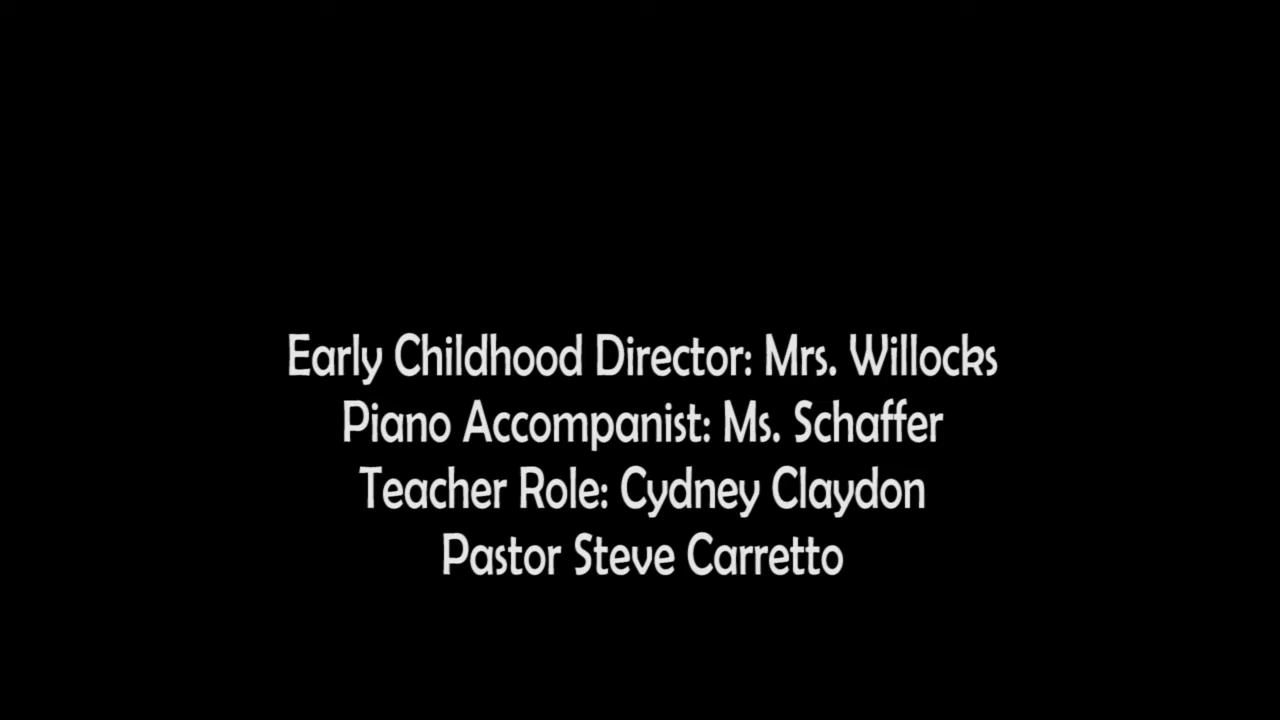 Early Childhood Director: Mrs. Willocks
Piano Accompanist: Ms. Schaffer
Teacher Role: Cydney Claydon
Pastor Steve Carretto